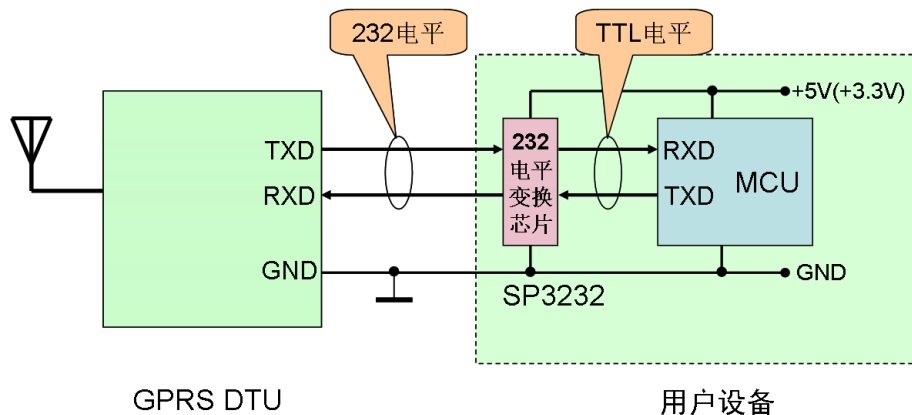 232电平
TTL电平
+5V(+3.3V)
TXD
232
电平
变换
芯片
RXD
MCU
RXD
TXD
GND
GND
SP3232
GPRS DTU
用户设备